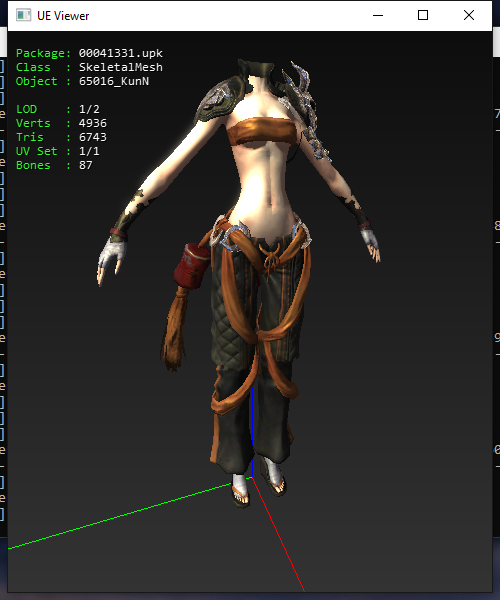 UE Viewer
Package: 00041331.upk
Class  : SkeletalMesh
Object : 65016_KunN
LOD    : 1/2
Verts  : 4936
Tris   : 6743
UV Set : 1/1
Bones  : 87